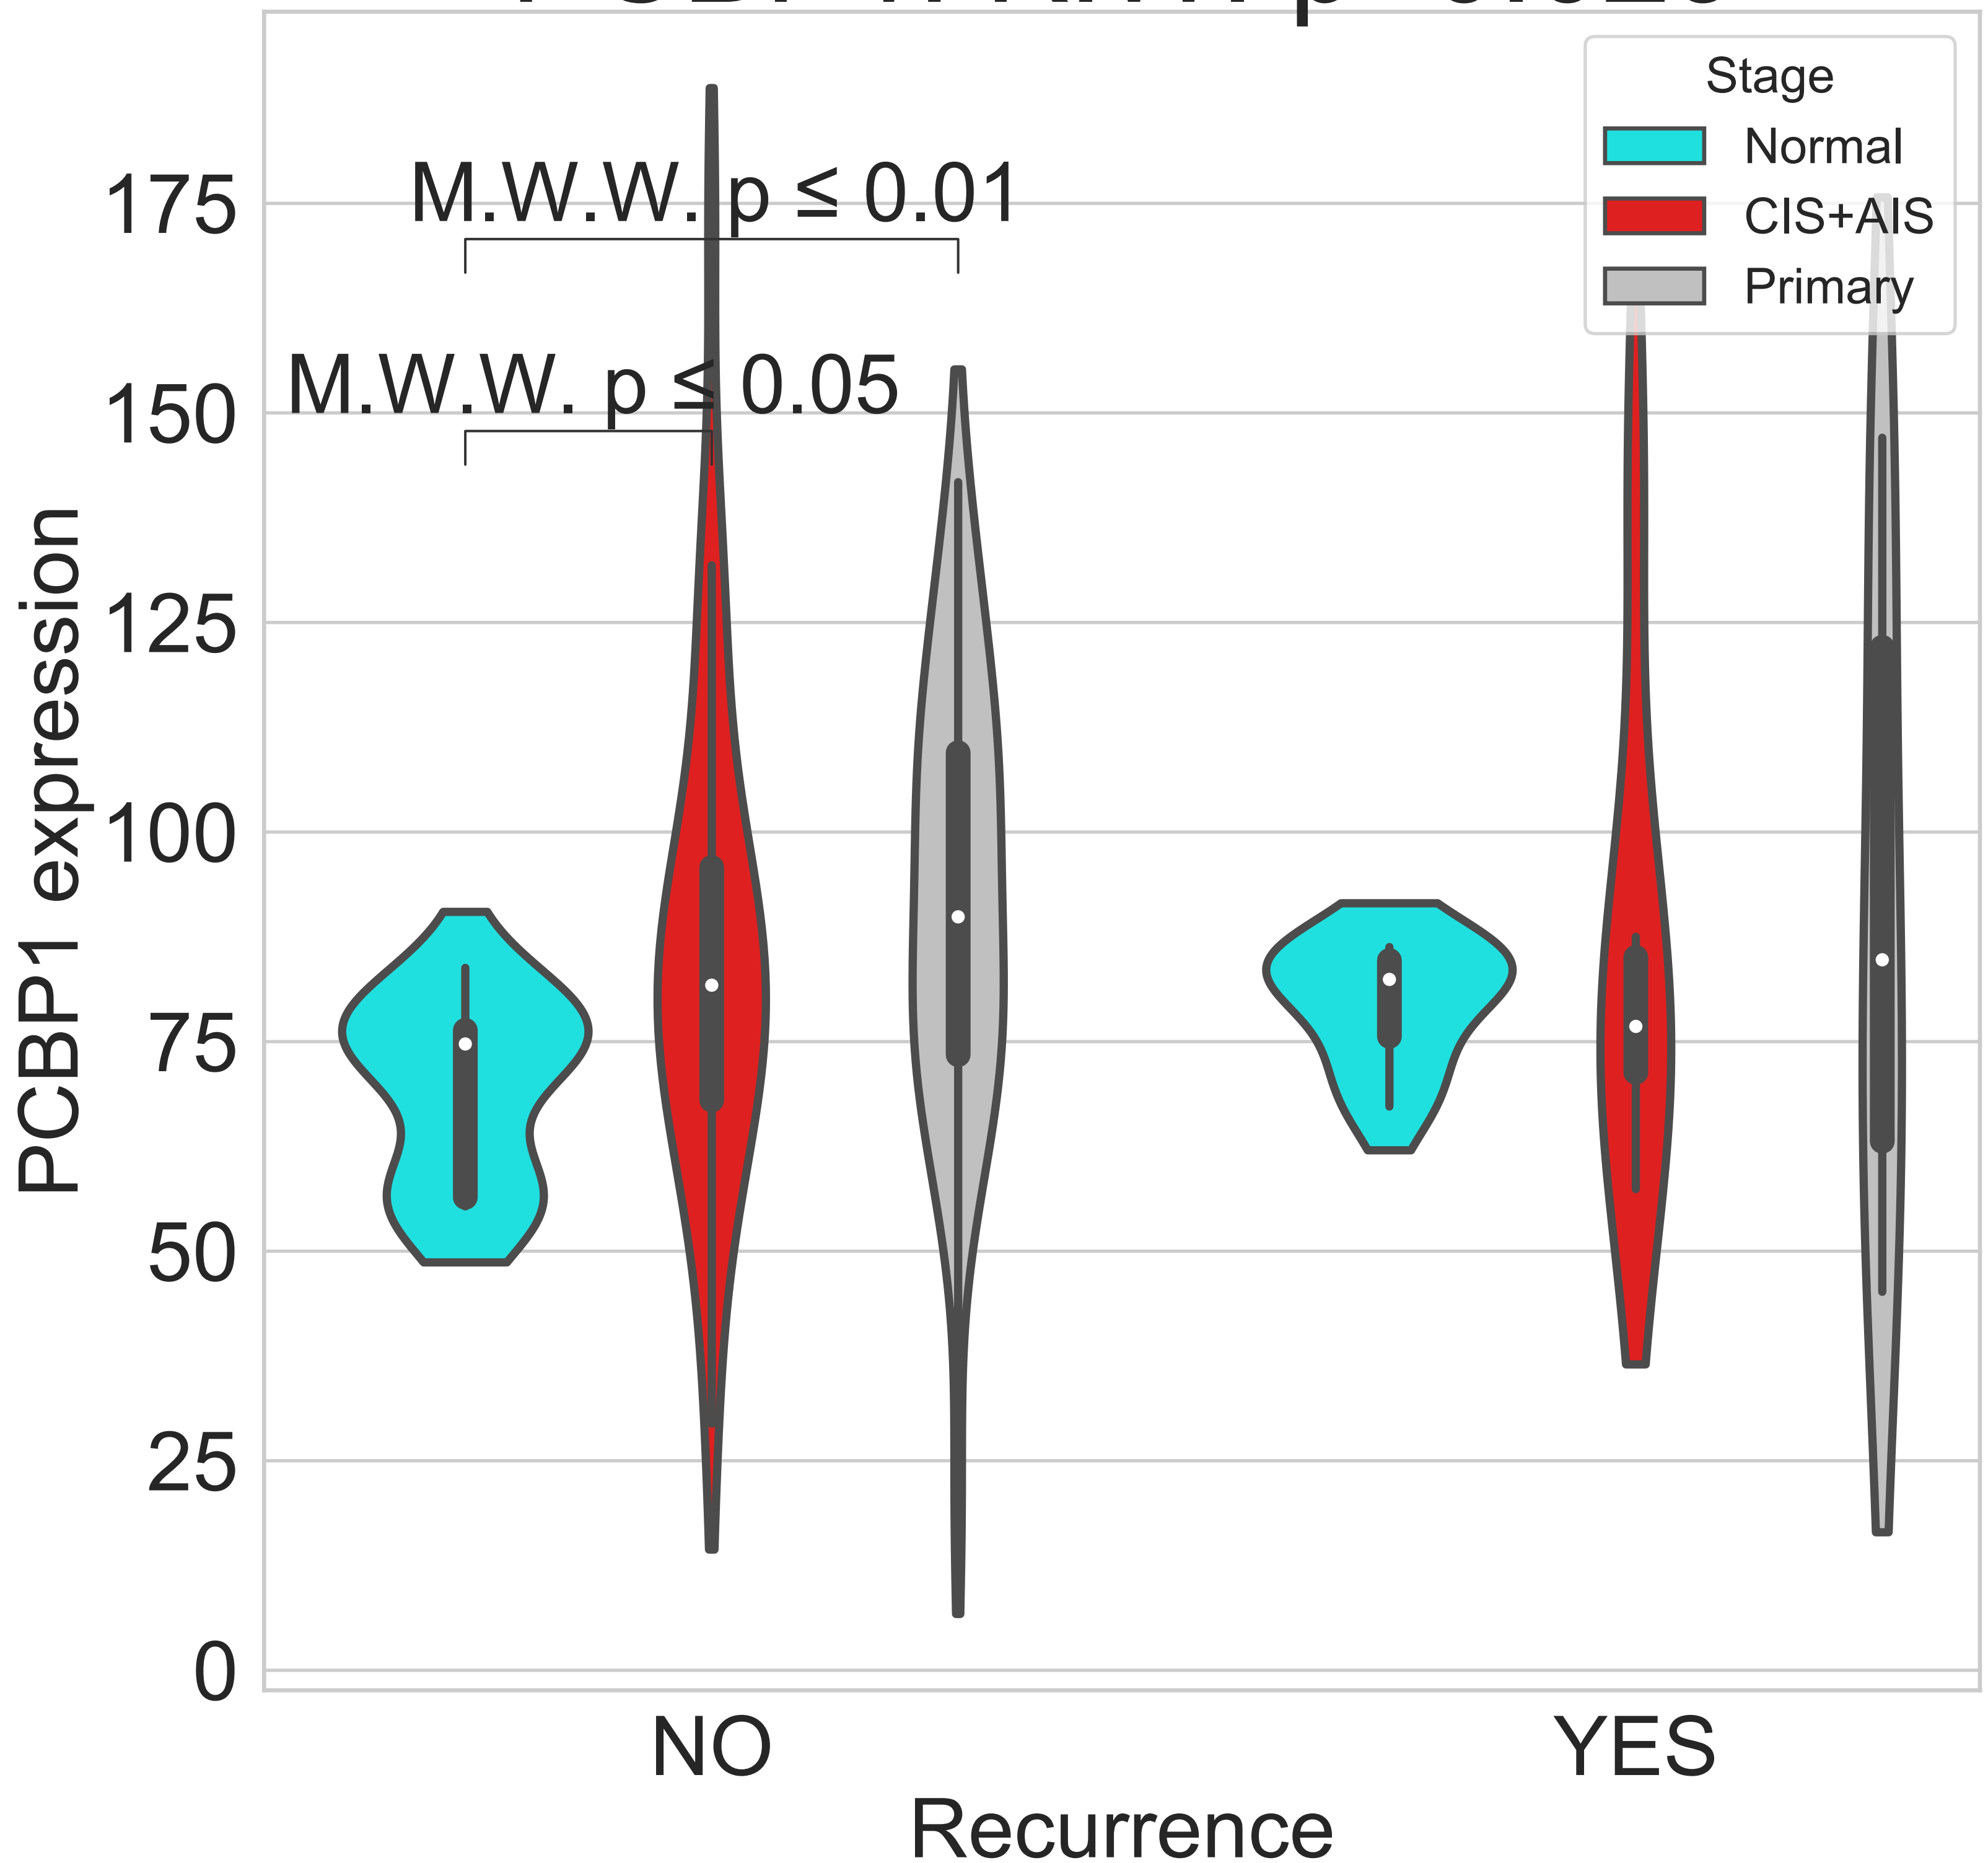 Stage
Normal
CIS+AIS
Primary
M.W.W. p ≤ 0.01
M.W.W. p ≤ 0.05
175
150
125
100
75
50
25
0
PCBP1 expression
NO
YES
Recurrence